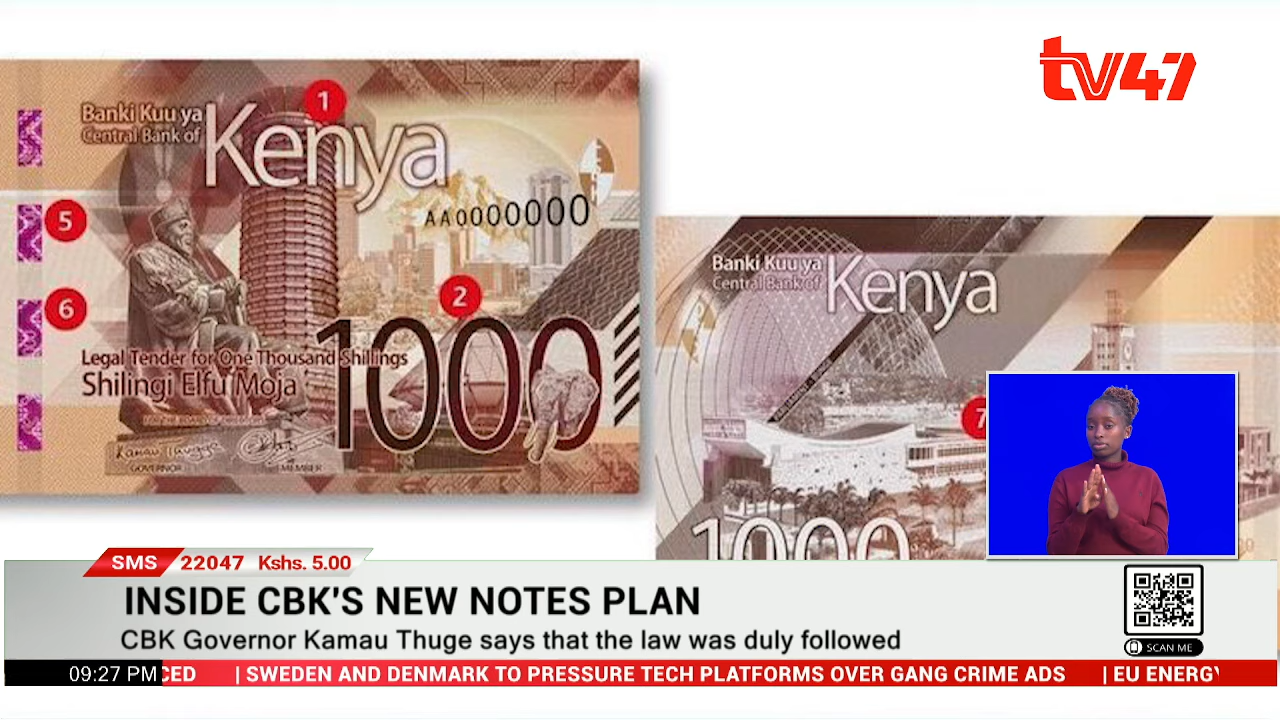 tv47
1
Banki Kuu ya
Central Bank of
Kenya
AA0000000
5
2
6
1000
Legal Tender for One Thousand Shillings
Shilingi Elfu Moja
GOVERNOR
MEMBER
Banki Kuu ya
Central Bank of
Kenya
7
1000
SMS 22047 Kshs. 5.00
INSIDE CBK'S NEW NOTES PLAN
CBK Governor Kamau Thuge says that the law was duly followed
SCAN ME
09:27 PM CED | SWEDEN AND DENMARK TO PRESSURE TECH PLATFORMS OVER GANG CRIME ADS | EU ENERGY